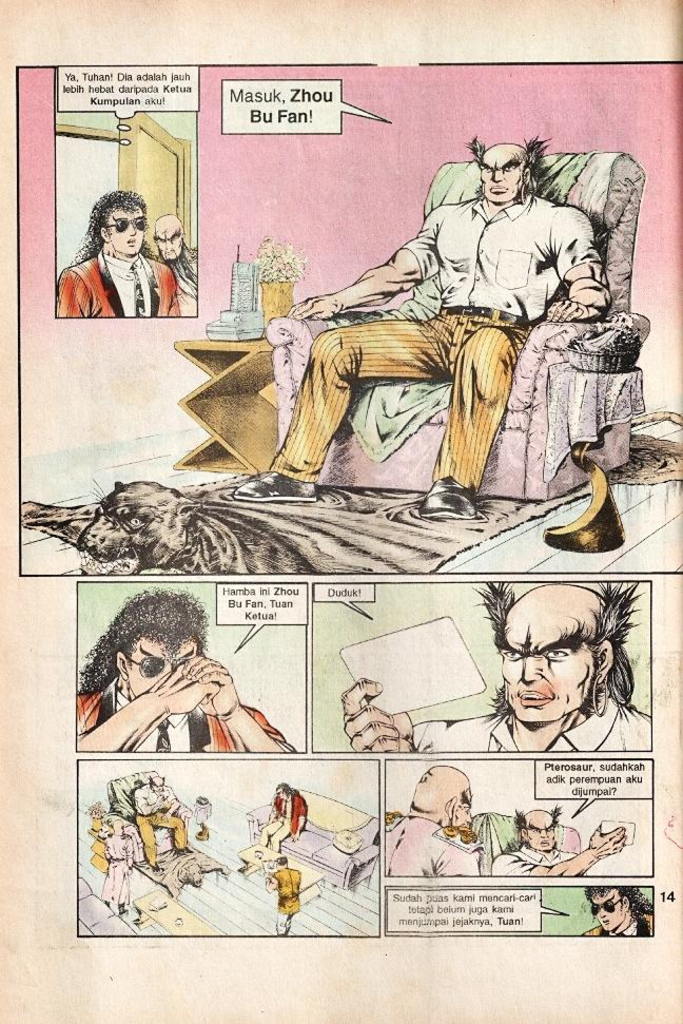 Ya, Tuhan! Dia adalah jauh
lebih hebat daripada Ketua
Kumpulan aku!
Masuk, Zhou
Bu Fan!
Hamba ini Zhou
Bu Fan, Tuan
Ketua!
Duduk!
Pterosaur, sudahkah
adik perempuan aku
dijumpai?
Sudah puas kami mencari-cari
tetapi belum juga kami
menjumpai jejaknya, Tuan!
14